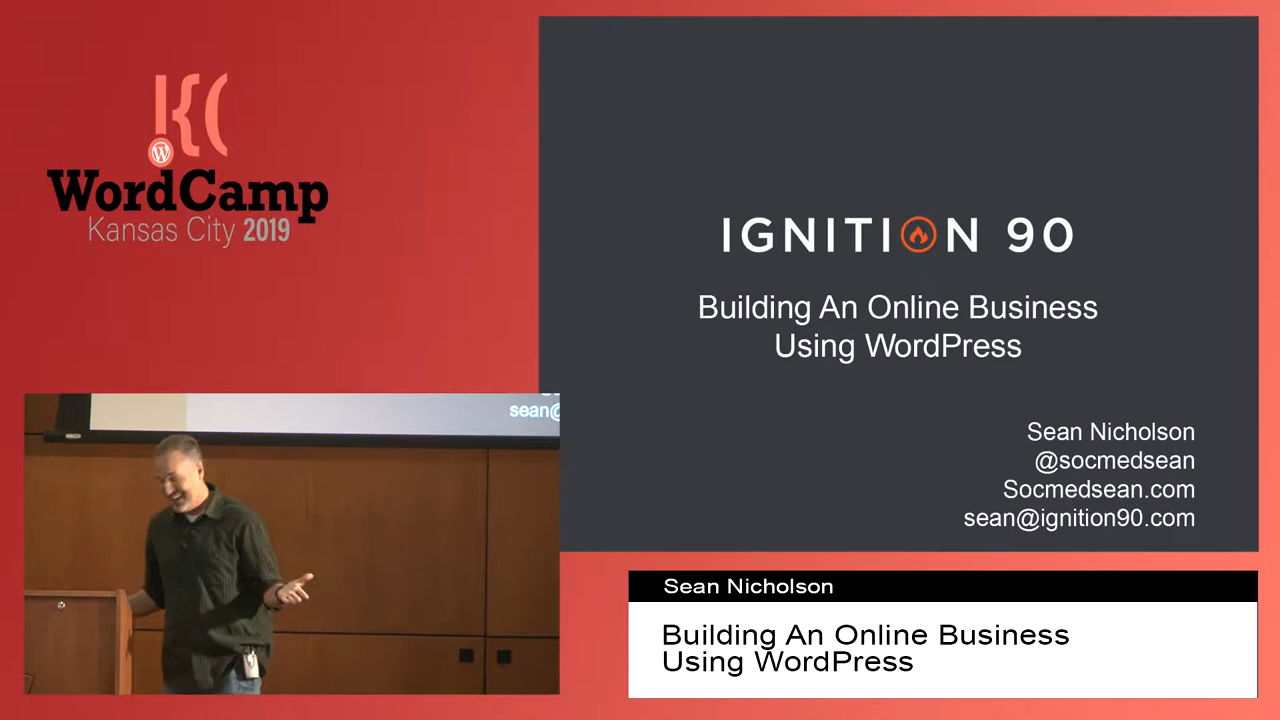 K(
WordCamp
Kansas City 2019
IGNITION 90
Building An Online Business
Using WordPress
Sean Nicholson
@socmedsean
Socmedsean.com
sean@ignition90.com
sean@
Sean Nicholson
Building An Online Business
Using WordPress